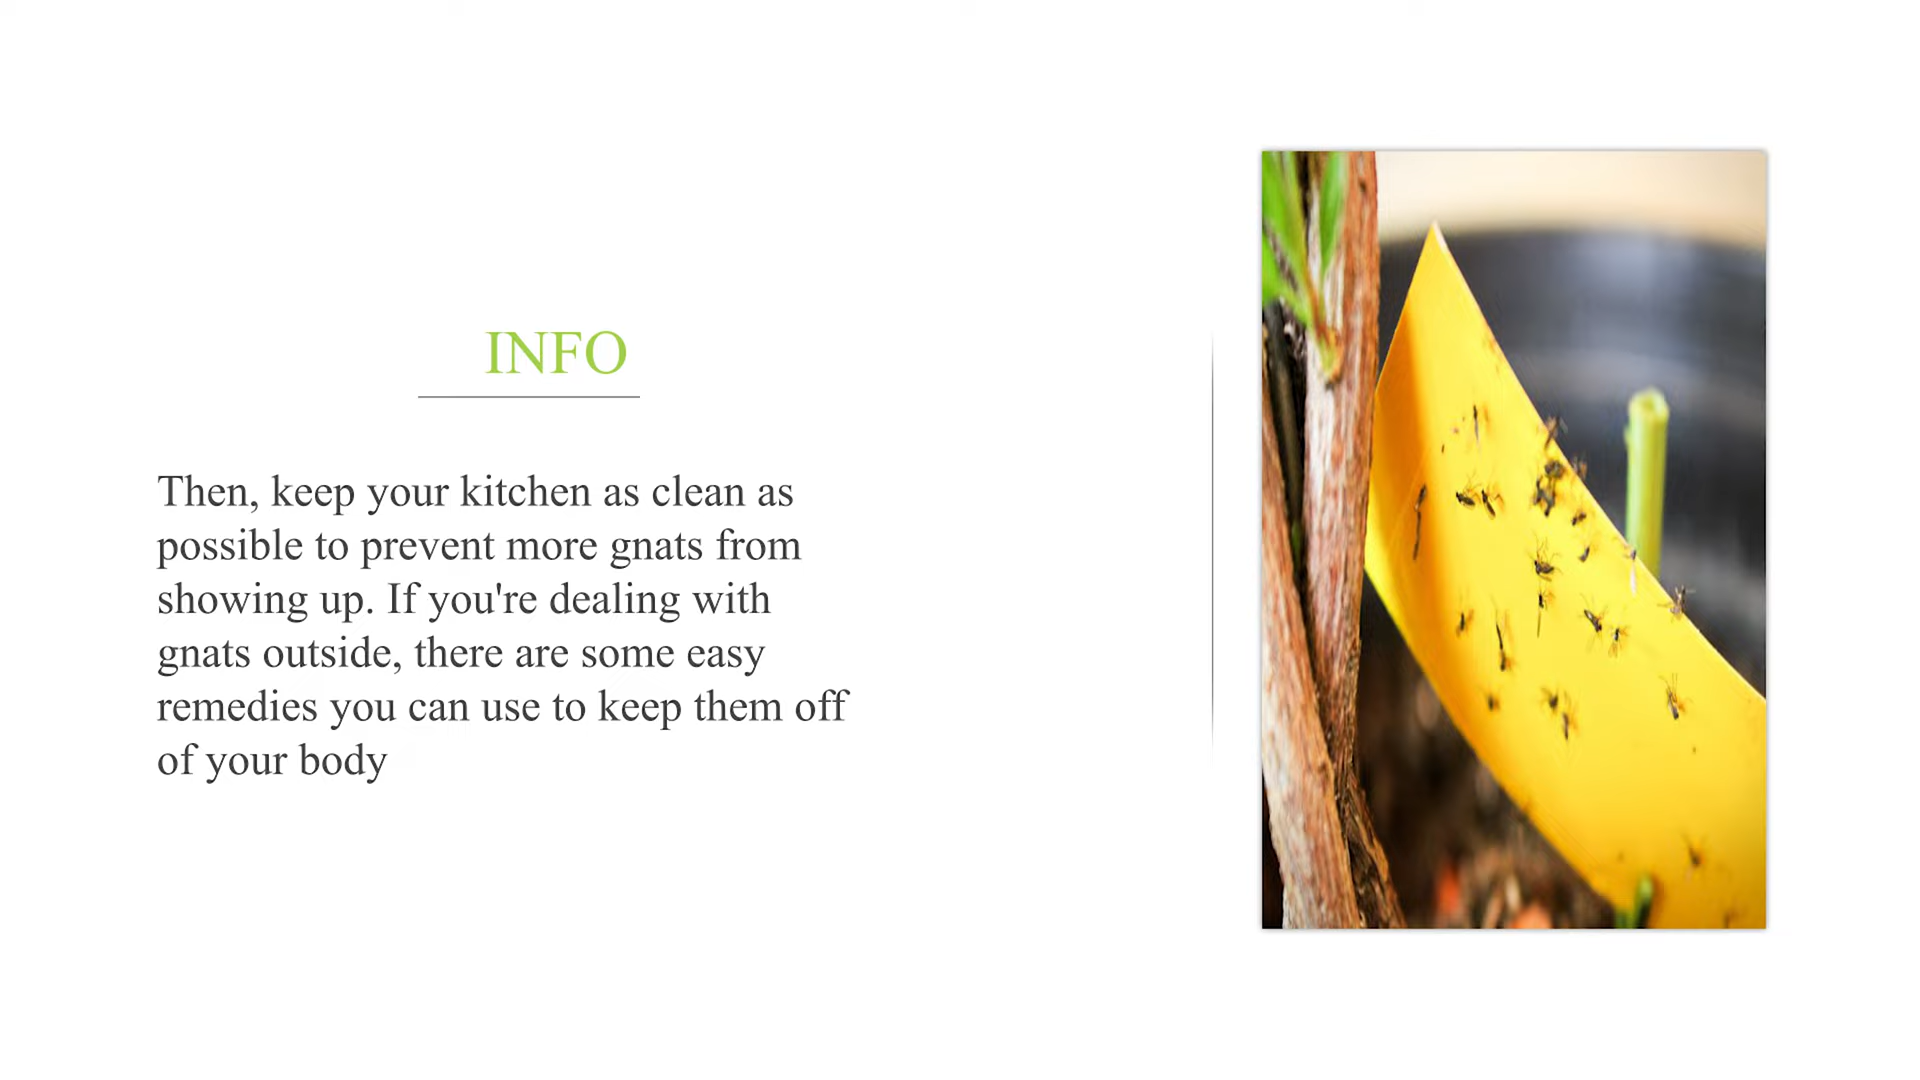 INFO
Then, keep your kitchen as clean as
possible to prevent more gnats from
showing up. If you're dealing with
gnats outside, there are some easy
remedies you can use to keep them off
of your body